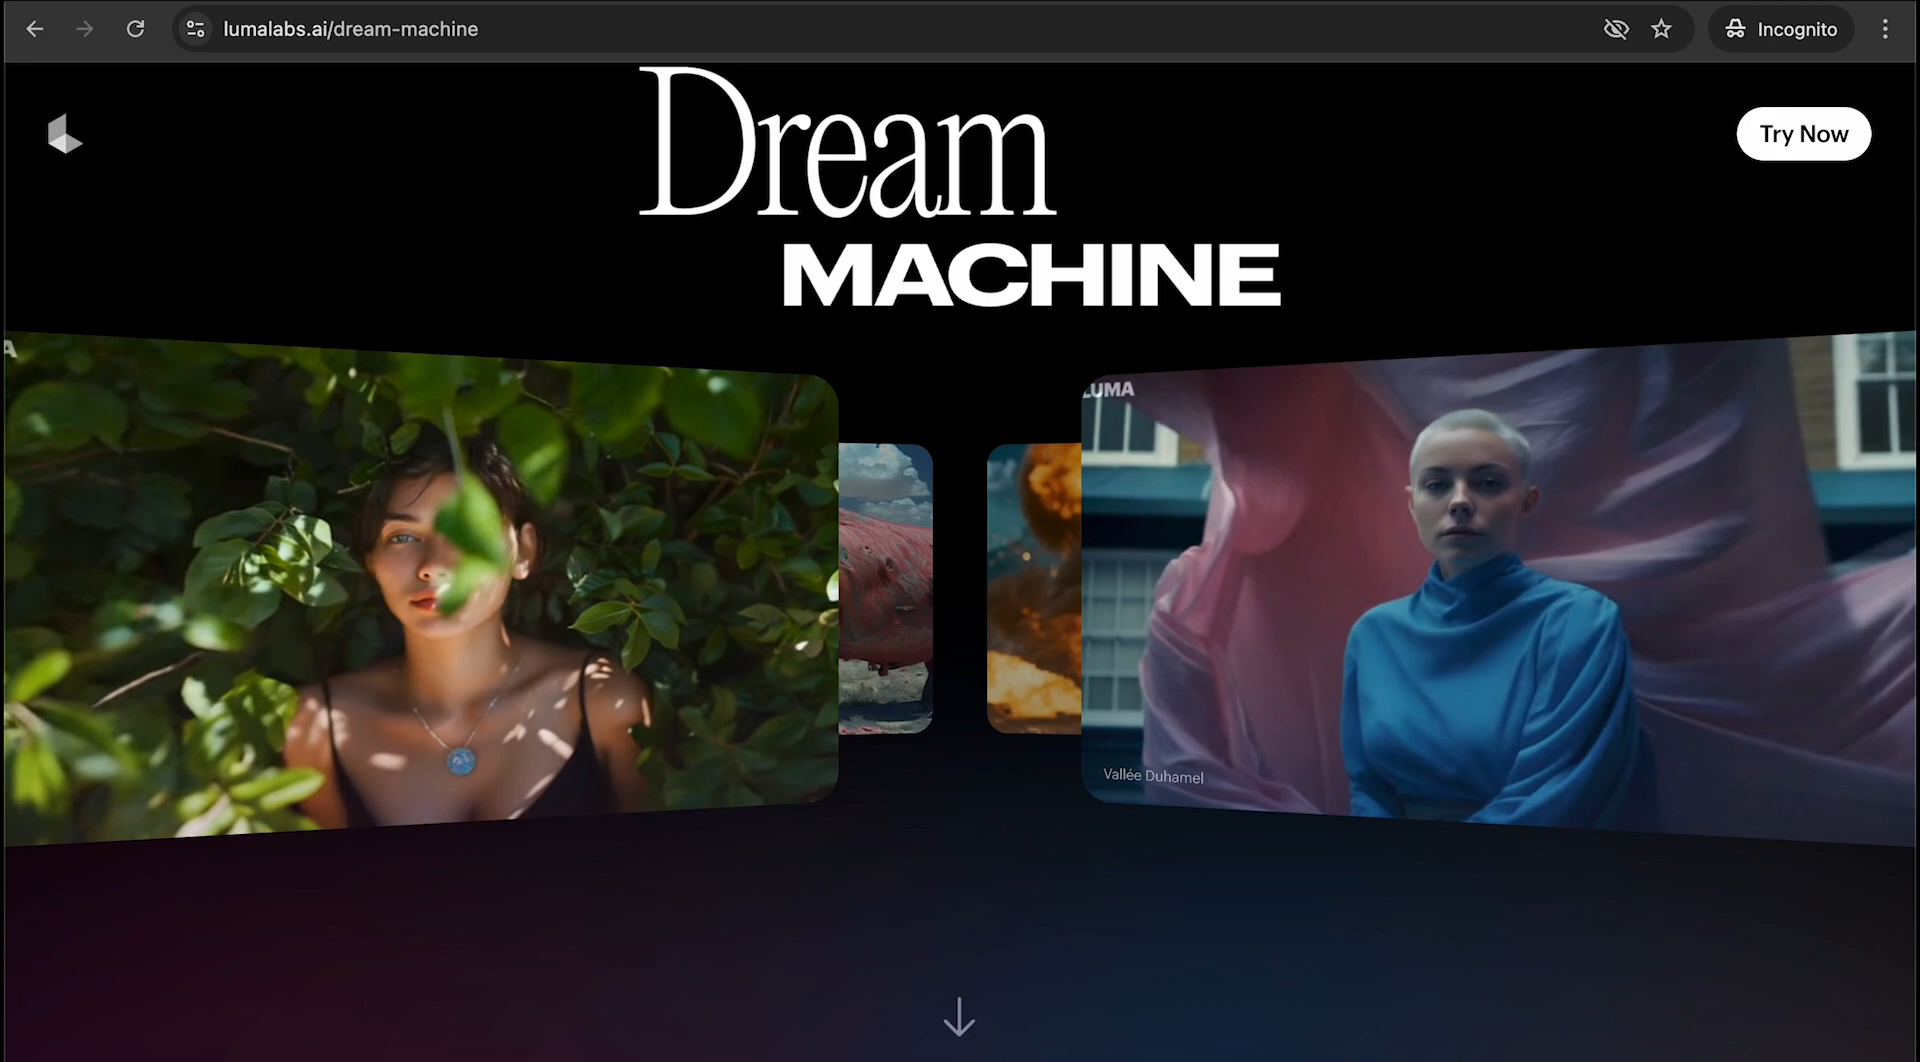 lumalabs.ai/dream-machine
Incognito
Dream
MACHINE
Try Now
A
LUMA
Vallée Duhamel